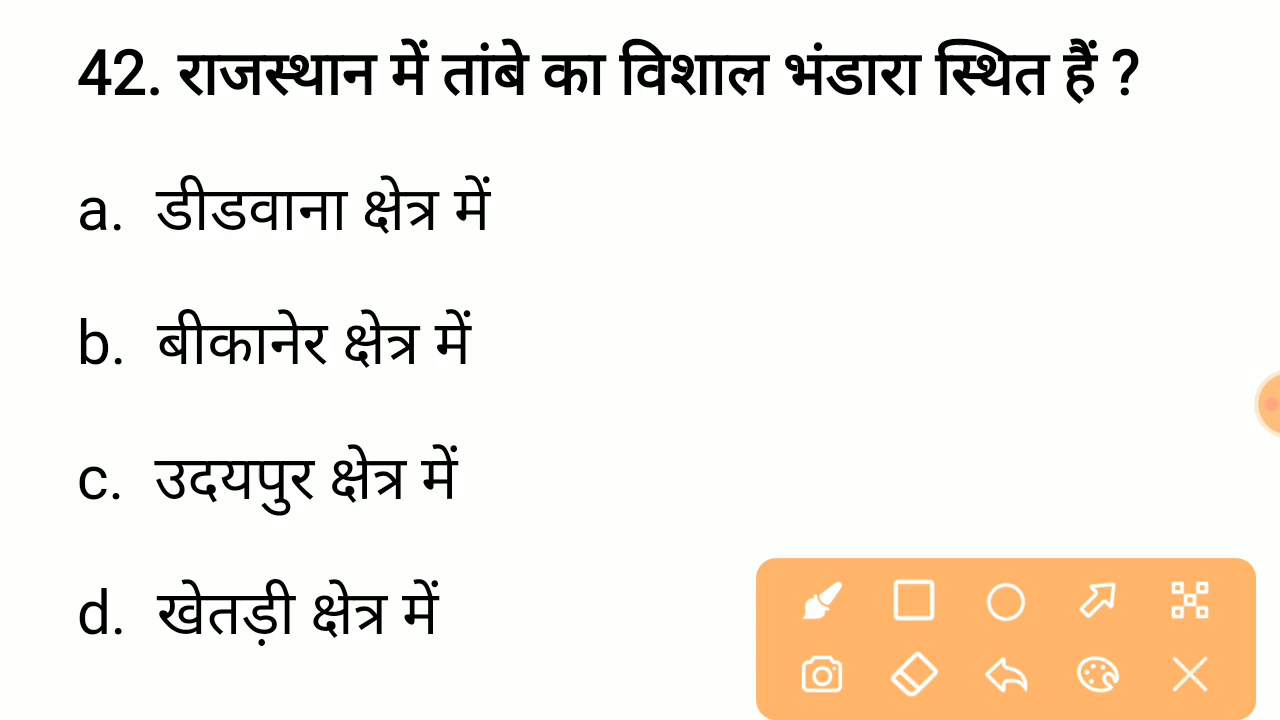 42. राजस्थान में तांबे का विशाल भंडारा स्थित हैं ?
a. डीडवाना क्षेत्र में
b. बीकानेर क्षेत्र में
c. उदयपुर क्षेत्र में
d. खेतड़ी क्षेत्र में